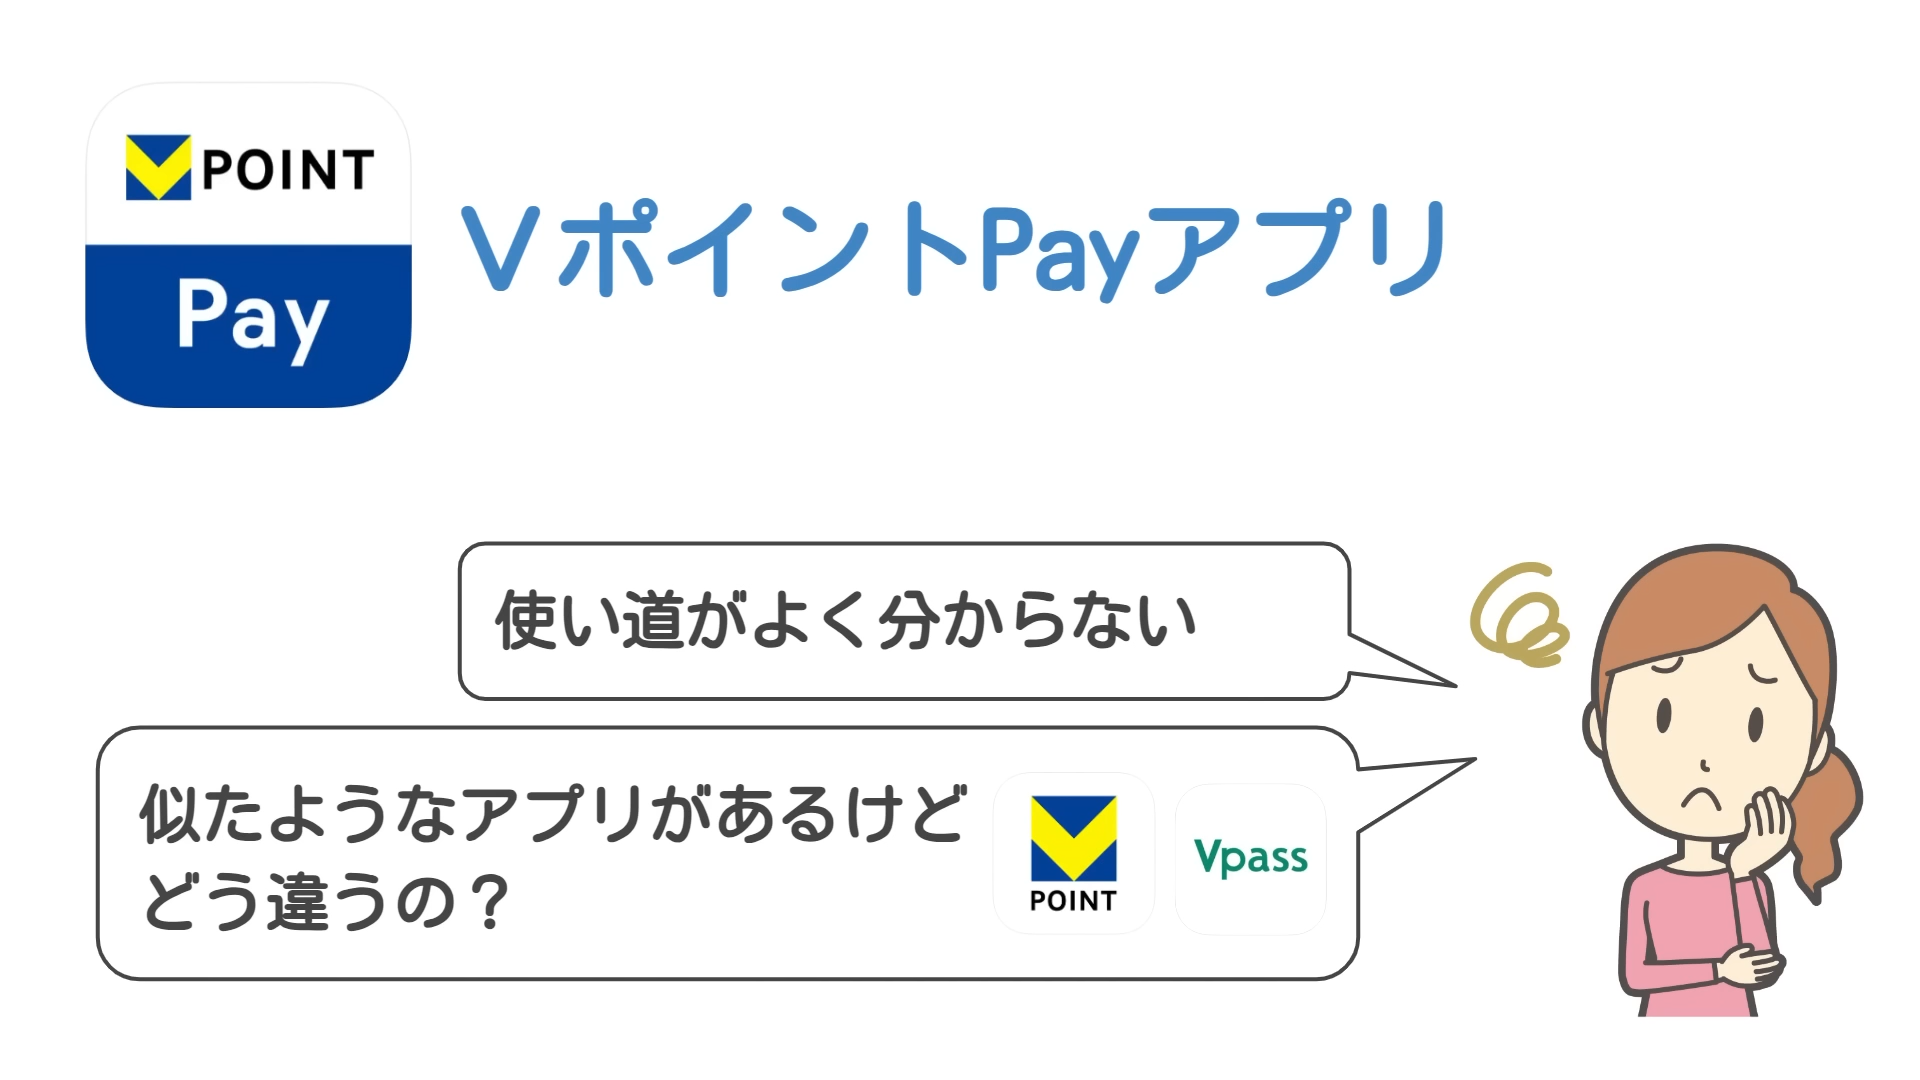 POINT
Pay
VポイントPayアプリ
使い道がよく分からない
似たようなアプリがあるけど
どう違うの？
POINT
Vpass